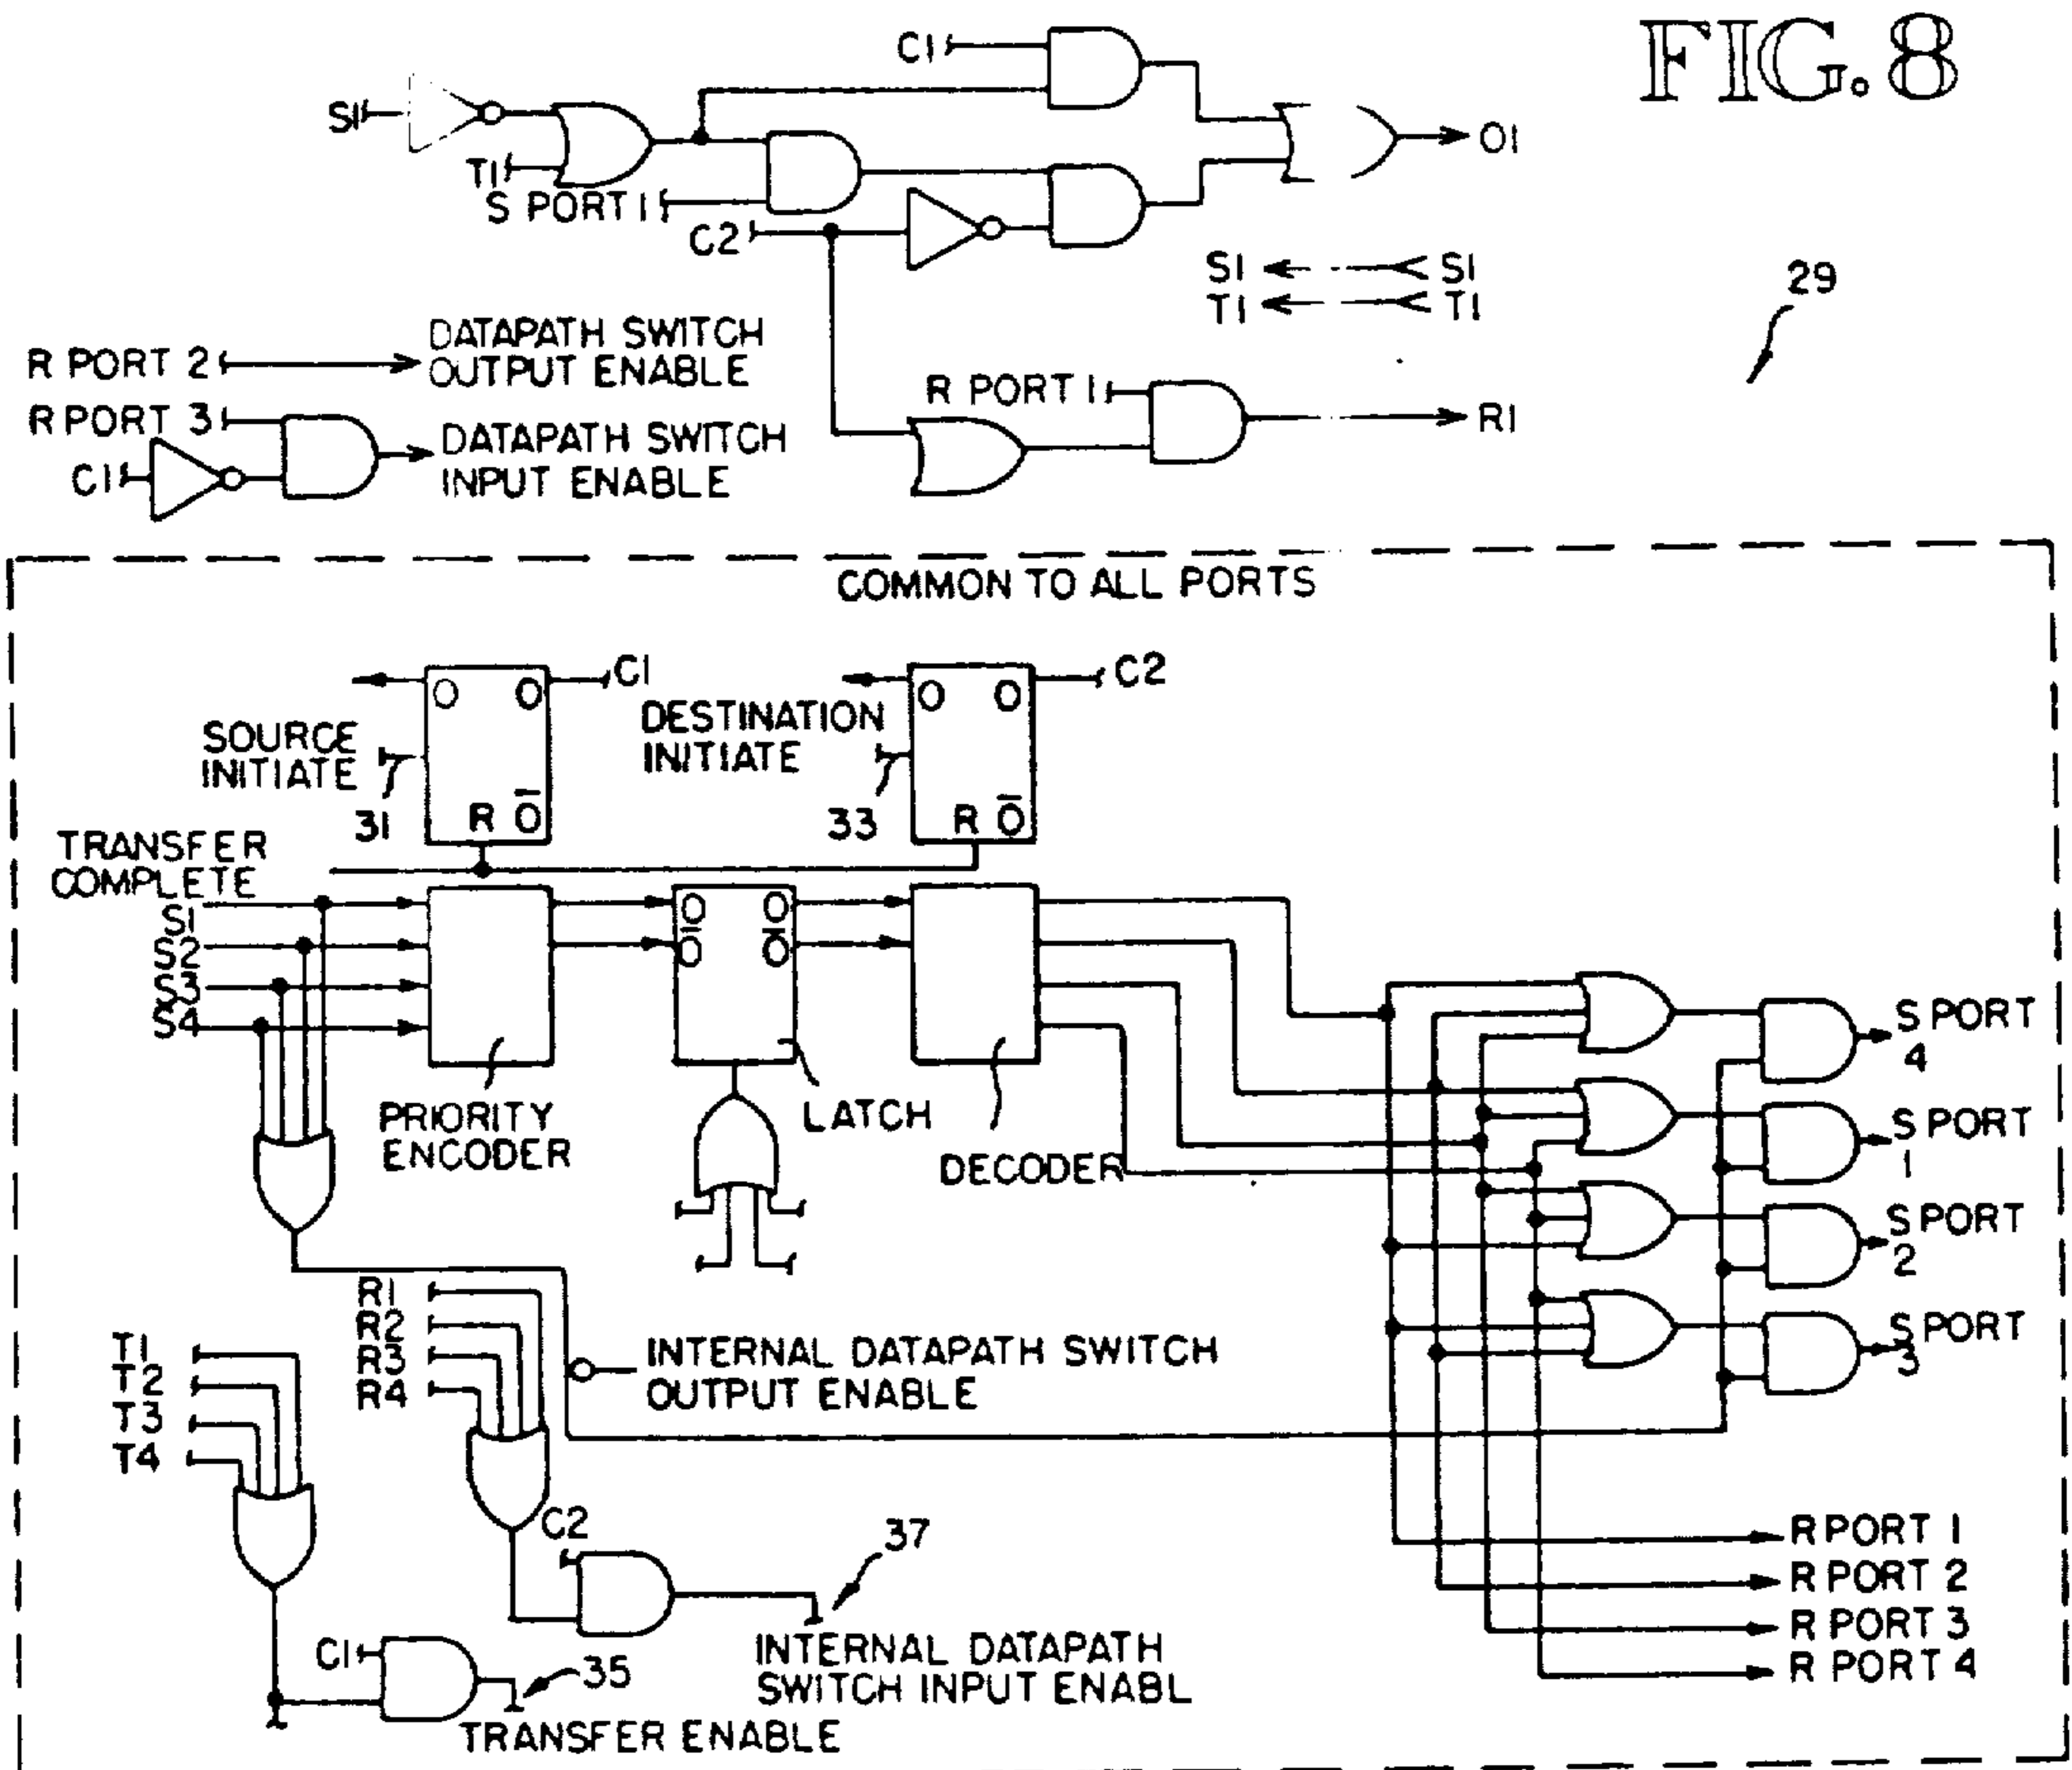 FIG. 8
C1
S1
T1
S PORT 1
C2
O1
S1 S1
T1 T1
29
R PORT 2
DATAPATH SWITCH
OUTPUT ENABLE
R PORT 3
C1
DATAPATH SWITCH
INPUT ENABLE
R PORT 1
R1
COMMON TO ALL PORTS
O O C1
SOURCE
INITIATE
31
R O
O O C2
DESTINATION
INITIATE
33
R O
TRANSFER
COMPLETE
S1
S2
S3
S4
O O
O O
PRIORITY
ENCODER
LATCH
DECODER
S PORT
4
S PORT
1
S PORT
2
S PORT
3
R1
R2
R3
R4
INTERNAL DATAPATH SWITCH
OUTPUT ENABLE
T1
T2
T3
T4
C2
37
INTERNAL DATAPATH
SWITCH INPUT ENABL
C1
35
TRANSFER ENABLE
R PORT 1
R PORT 2
R PORT 3
R PORT 4